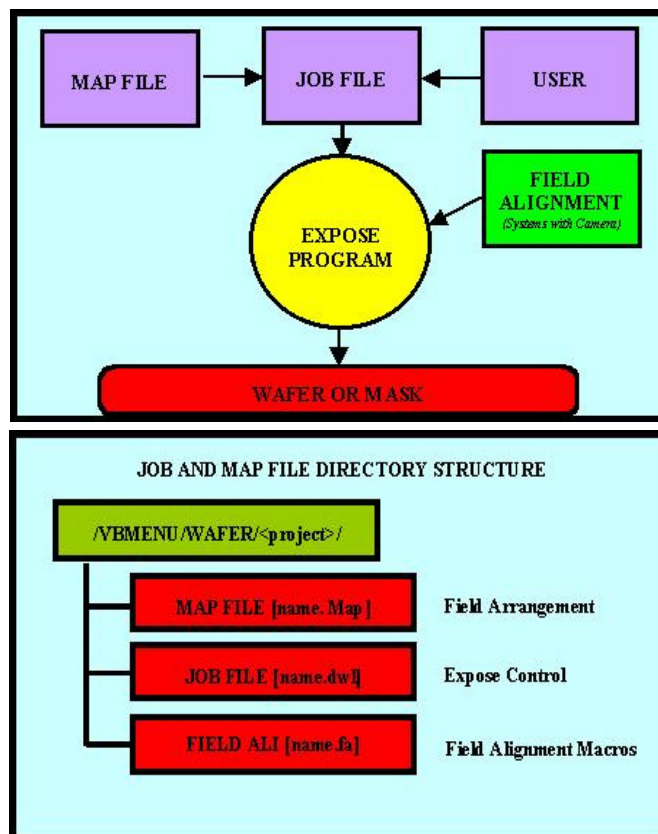 MAP FILE
JOB FILE
USER
FIELD
ALIGNMENT
(Systems with Camera)
EXPOSE
PROGRAM
WAFER OR MASK
JOB AND MAP FILE DIRECTORY STRUCTURE
/VBMENU/WAFER/<project>/
MAP FILE [name. Map]
Field Arrangement
JOB FILE [name.dwl]
Expose Control
FIELD ALI [name.fa]
Field Alignment Macros